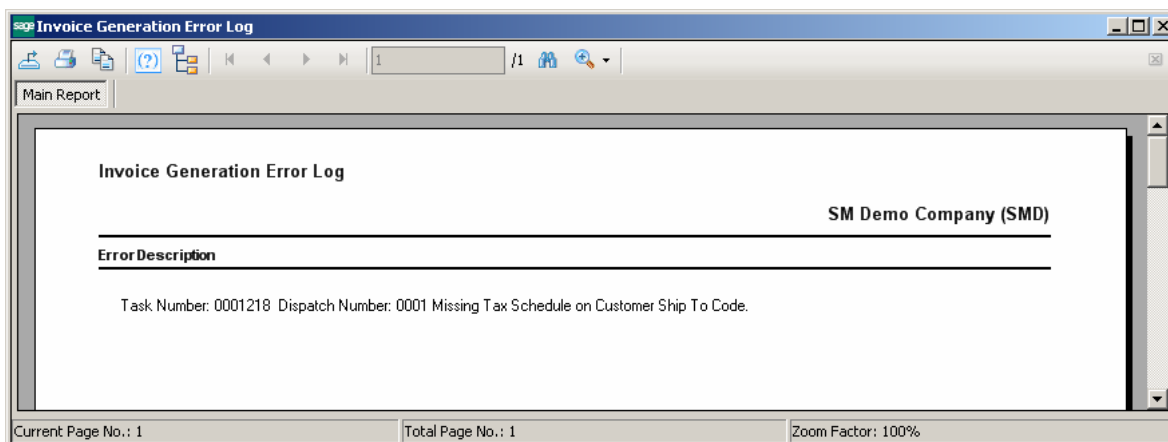 sage Invoice Generation Error Log
(?) 1 /1
Main Report
Invoice Generation Error Log
SM Demo Company (SMD)
Error Description
Task Number: 0001218 Dispatch Number: 0001 Missing Tax Schedule on Customer Ship To Code.
Current Page No.: 1 Total Page No.: 1 Zoom Factor: 100%